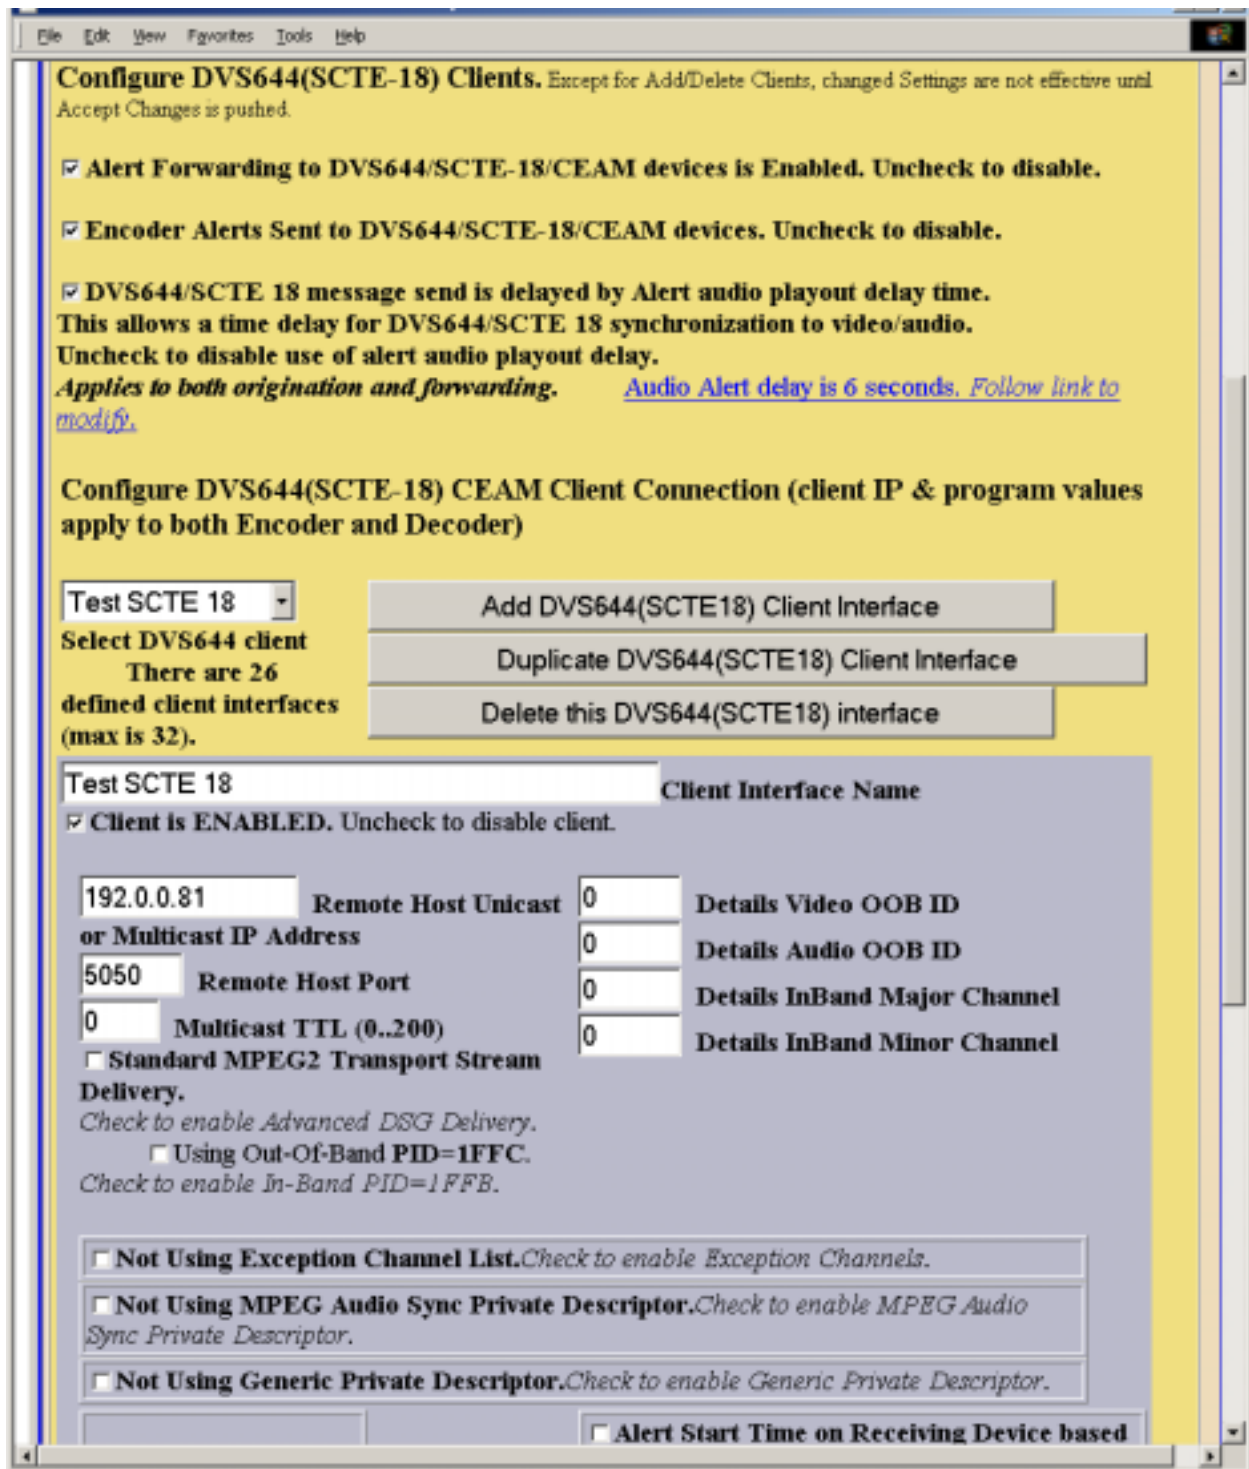 File Edit View Favorites Tools Help
Configure DVS644(SCTE-18) Clients. Except for Add/Delete Clients, changed Settings are not effective until
Accept Changes is pushed.
Alert Forwarding to DVS644/SCTE-18/CEAM devices is Enabled. Uncheck to disable.
Encoder Alerts Sent to DVS644/SCTE-18/CEAM devices. Uncheck to disable.
DVS644/SCTE 18 message send is delayed by Alert audio playout delay time.
This allows a time delay for DVS644/SCTE 18 synchronization to video/audio.
Uncheck to disable use of alert audio playout delay.
Applies to both origination and forwarding. Audio Alert delay is 6 seconds. Follow link to
modify.
Configure DVS644(SCTE-18) CEAM Client Connection (client IP & program values
apply to both Encoder and Decoder)
Test SCTE 18
Select DVS644 client
There are 26
defined client interfaces
(max is 32).
Add DVS644(SCTE18) Client Interface
Duplicate DVS644(SCTE18) Client Interface
Delete this DVS644(SCTE18) interface
Test SCTE 18 Client Interface Name
Client is ENABLED. Uncheck to disable client.
192.0.0.81 Remote Host Unicast
or Multicast IP Address
5050 Remote Host Port
0 Multicast TTL (0..200)
Standard MPEG2 Transport Stream
Delivery.
Check to enable Advanced DSG Delivery.
Using Out-Of-Band PID=1FFC.
Check to enable In-Band PID=1FFB.
0 Details Video OOB ID
0 Details Audio OOB ID
0 Details InBand Major Channel
0 Details InBand Minor Channel
Not Using Exception Channel List.Check to enable Exception Channels.
Not Using MPEG Audio Sync Private Descriptor.Check to enable MPEG Audio
Sync Private Descriptor.
Not Using Generic Private Descriptor.Check to enable Generic Private Descriptor.
Alert Start Time on Receiving Device based